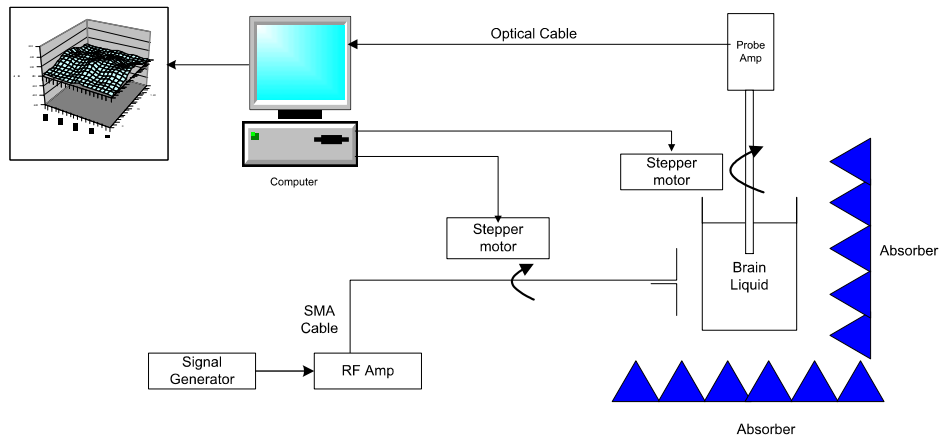 Optical Cable
Probe
Amp
Computer
Stepper
motor
Stepper
motor
Brain
Liquid
Absorber
SMA
Cable
Signal
Generator
RF Amp
Absorber